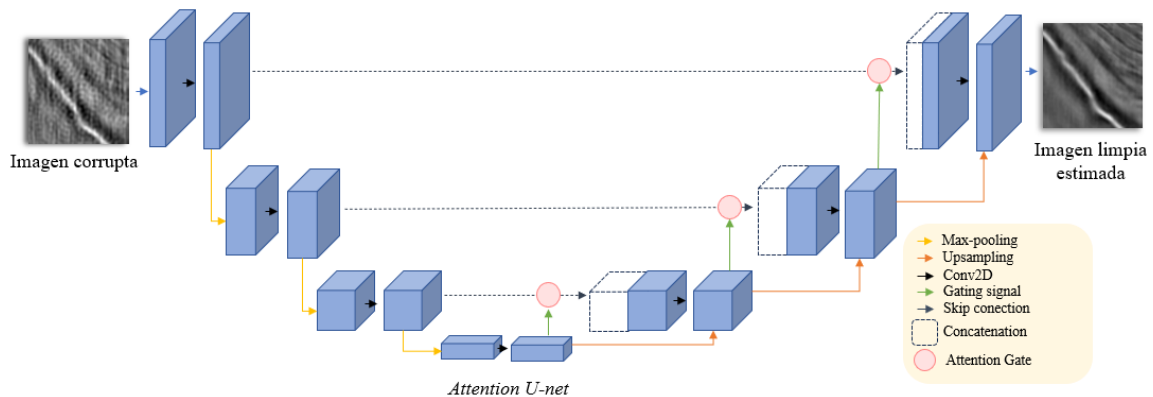 Imagen corrupta
Imagen limpia
estimada
Max-pooling
Upsampling
Conv2D
Gating signal
Skip conection
Concatenation
Attention Gate
Attention U-net